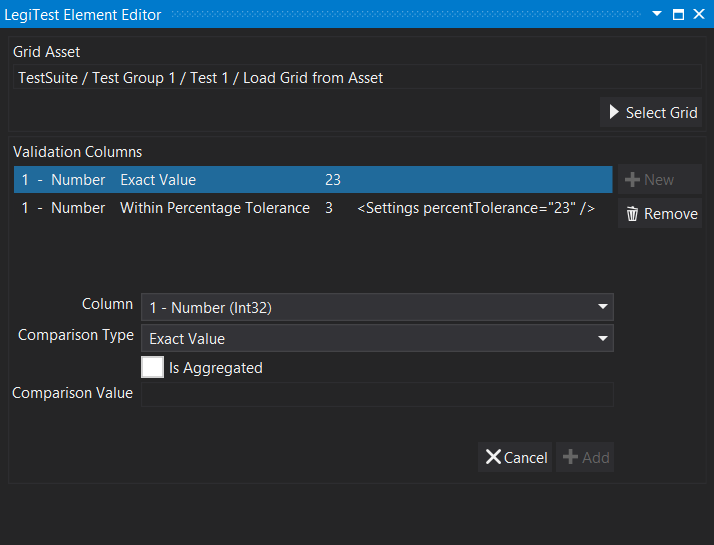 LegiTest Element Editor
Grid Asset
TestSuite / Test Group 1 / Test 1 / Load Grid from Asset
Select Grid
Validation Columns
1 - Number Exact Value 23
New
1 - Number Within Percentage Tolerance 3 <Settings percentTolerance="23" />
Remove
Column 1 - Number (Int32)
Comparison Type Exact Value
Is Aggregated
Comparison Value
Cancel Add